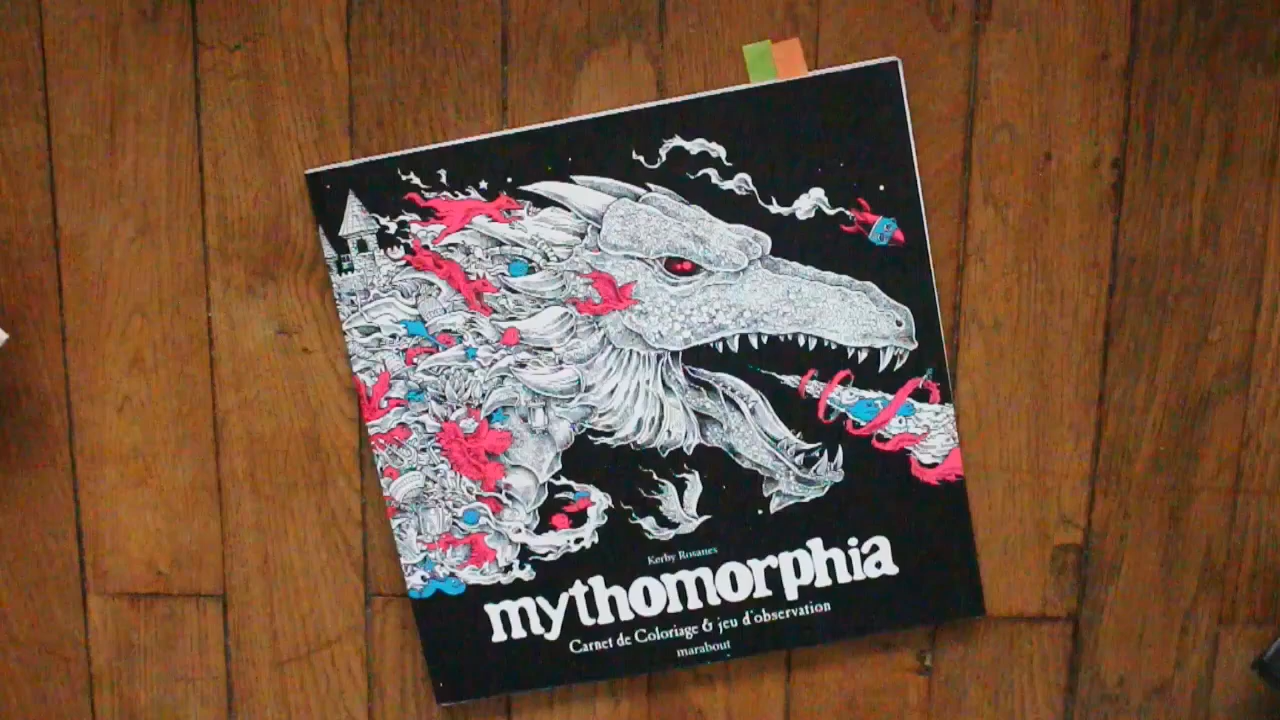 Kerby Rosanes
mythomorphia
Carnet de Coloriage & jeu d'observation
marabout